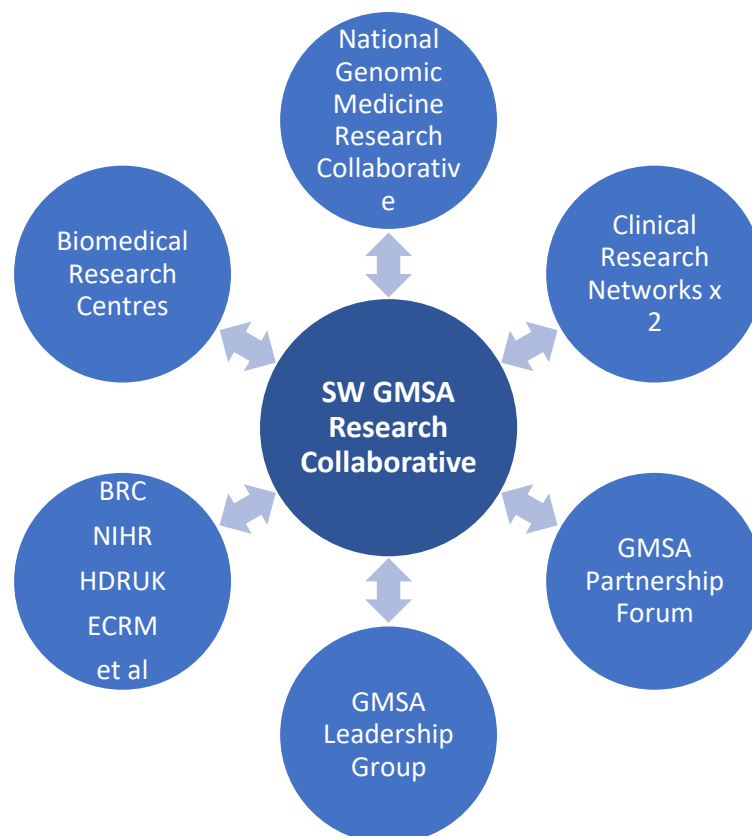 National
Genomic
Medicine
Research
Collaborativ
e
Biomedical
Research
Centres
Clinical
Research
Networks x
2
SW GMSA
Research
Collaborative
BRC
NIHR
HDRUK
ECRM
et al
GMSA
Partnership
Forum
GMSA
Leadership
Group